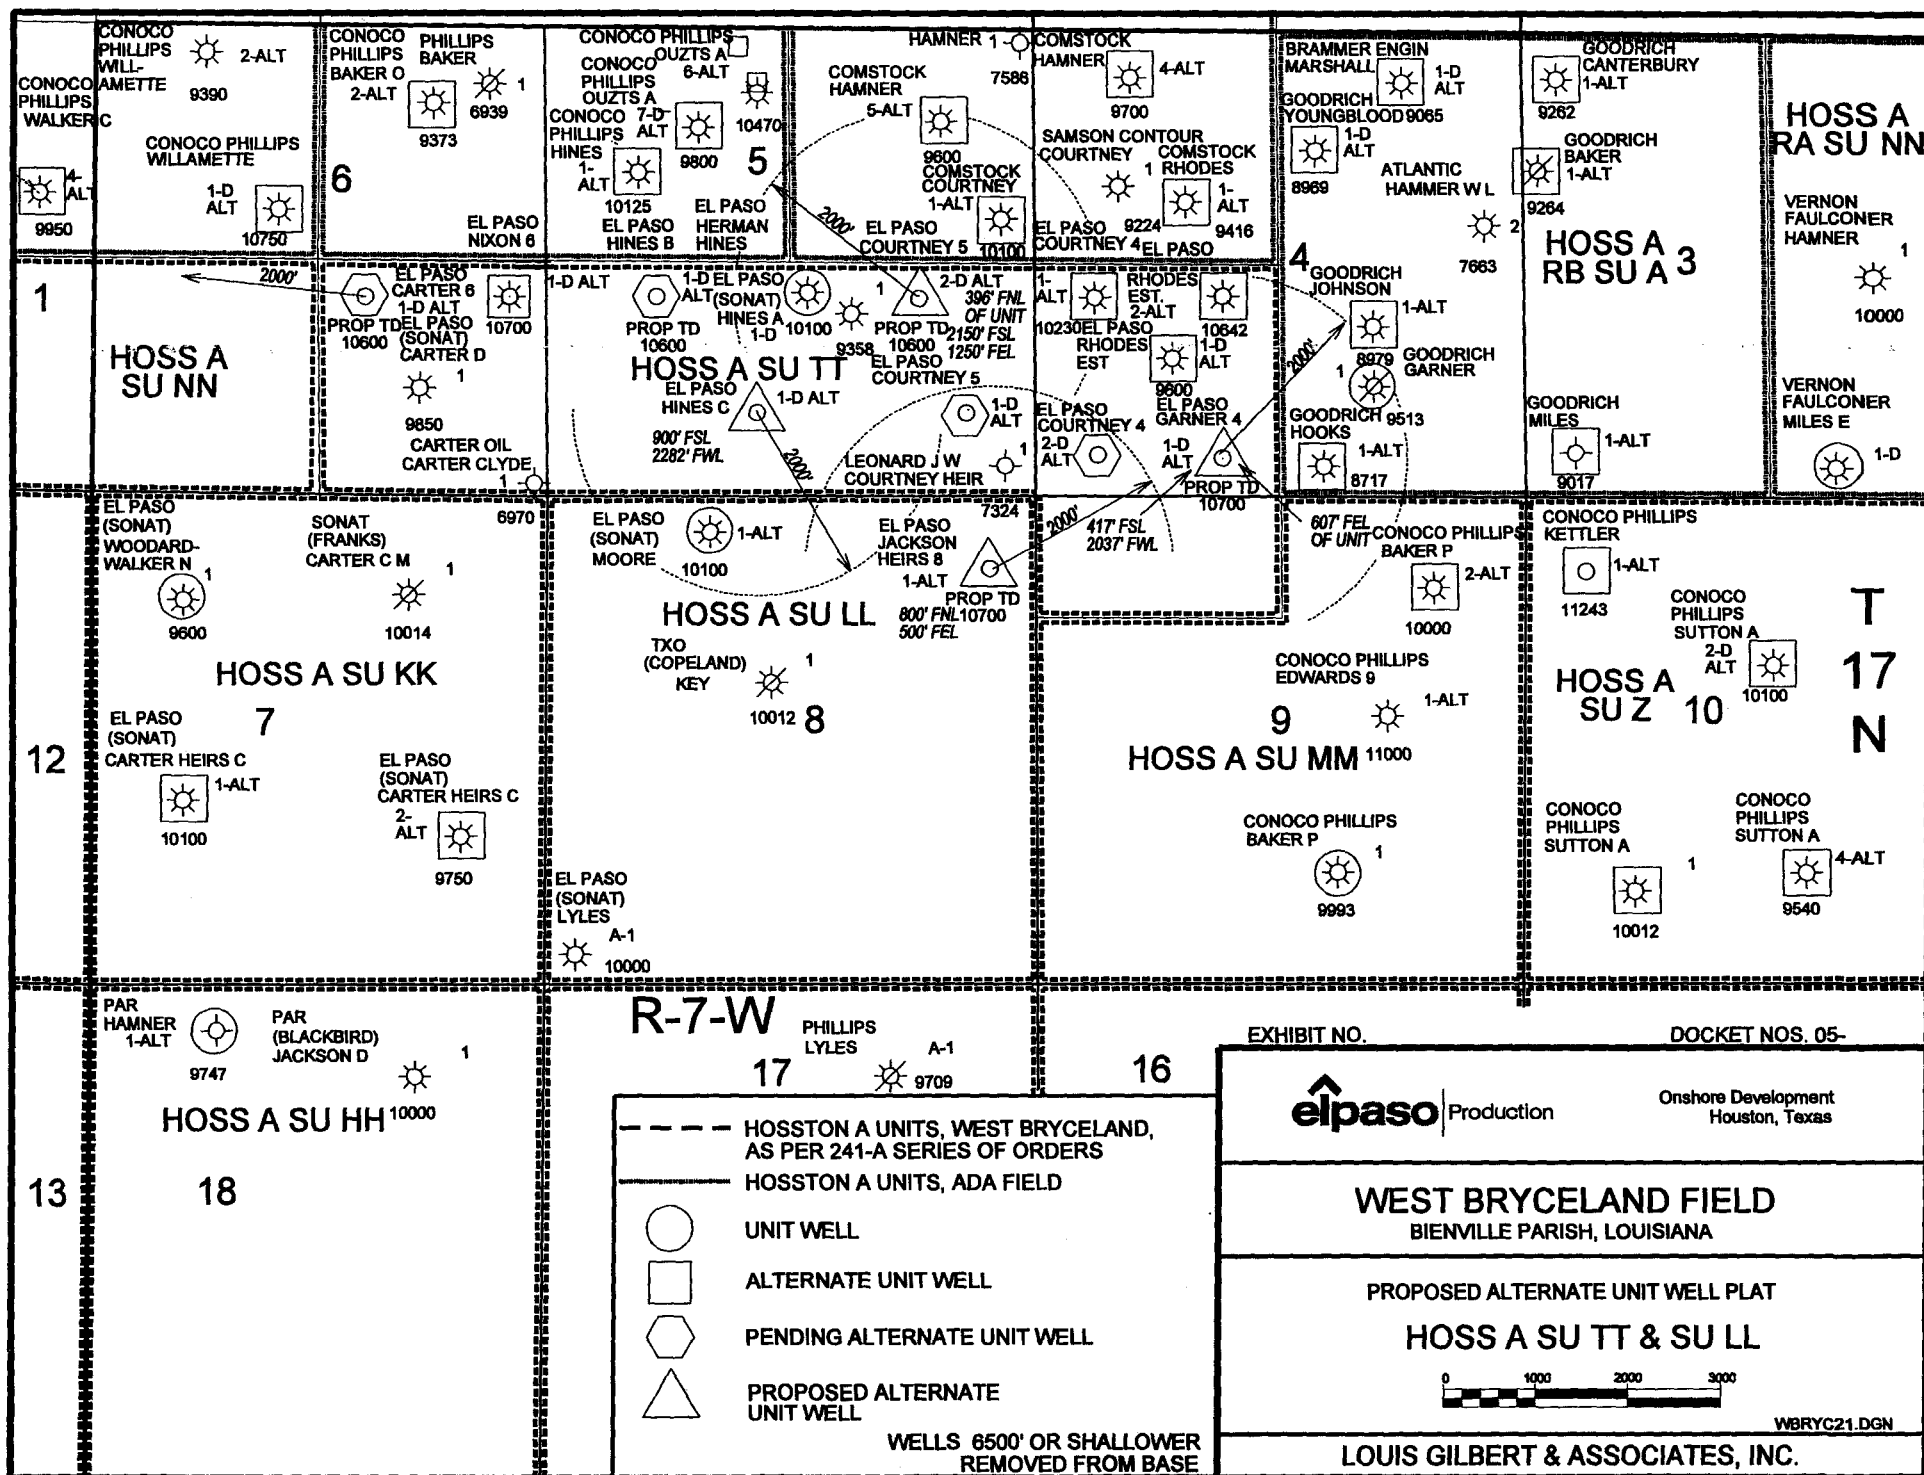 CONOCO
PHILLIPS
WILL-
AMETTE
2-ALT
9390
CONOCO
PHILLIPS
WALKER C
4-
ALT
9950
CONOCO PHILLIPS
WILLAMETTE
1-D
ALT
10750
CONOCO
PHILLIPS
BAKER O
2-ALT
9373
PHILLIPS
BAKER
1
6939
6
EL PASO
NIXON 6
CONOCO PHILLIPS
OUZTS A
6-ALT
10470
CONOCO
PHILLIPS
OUZTS A
7-D
ALT
9800
CONOCO
PHILLIPS
HINES
1-
ALT
10125
5
EL PASO
HINES B
EL PASO
HERMAN
HINES
HAMNER 1
7586
COMSTOCK
HAMNER
5-ALT
9600
COMSTOCK
COURTNEY
1-ALT
10100
2000'
EL PASO
COURTNEY 5
COMSTOCK
HAMNER
4-ALT
9700
SAMSON CONTOUR
COURTNEY
1
9224
COMSTOCK
RHODES
1-
ALT
9416
EL PASO
COURTNEY 4
EL PASO
BRAMMER ENGIN
MARSHALL
1-D
ALT
9065
GOODRICH
YOUNGBLOOD
1-D
ALT
8969
ATLANTIC
HAMMER W L
2
7663
4
GOODRICH
CANTERBURY
1-ALT
9262
GOODRICH
BAKER
1-ALT
9264
HOSS A
RB SU A
3
HOSS A
RA SU NN
VERNON
FAULCONER
HAMNER
1
10000
VERNON
FAULCONER
MILES E
1-D
1
2000'
HOSS A
SU NN
PROP TD
10600
EL PASO
CARTER 6
1-D ALT
10700
EL PASO
(SONAT)
CARTER D
1
9850
CARTER OIL
CARTER CLYDE
1
6970
1-D ALT
PROP TD
10600
1-D
ALT
EL PASO
(SONAT)
HINES A
1-D
10100
1
9358
PROP TD
10600
2-D ALT
396' FNL
OF UNIT
2150' FSL
1250' FEL
HOSS A SU TT
EL PASO
HINES C
1-D ALT
900' FSL
2282' FWL
2000'
EL PASO
COURTNEY 5
1-D
ALT
LEONARD J W
COURTNEY HEIR
1
7324
1-
ALT
10230
RHODES
EST.
2-ALT
10642
EL PASO
RHODES
EST
1-D
ALT
9600
EL PASO
COURTNEY 4
2-D
ALT
EL PASO
GARNER 4
1-D
ALT
PROP TD
10700
2000'
GOODRICH
JOHNSON
1-ALT
8979
GOODRICH
GARNER
1
9513
GOODRICH
HOOKS
1-ALT
8717
GOODRICH
MILES
1-ALT
9017
EL PASO
(SONAT)
WOODARD-
WALKER N
1
9600
SONAT
(FRANKS)
CARTER C M
1
10014
HOSS A SU KK
7
EL PASO
(SONAT)
CARTER HEIRS C
1-ALT
10100
EL PASO
(SONAT)
CARTER HEIRS C
2-
ALT
9750
12
EL PASO
(SONAT)
MOORE
1-ALT
10100
EL PASO
JACKSON
HEIRS 8
1-ALT
PROP TD
10700
800' FNL
500' FEL
2000'
417' FSL
2037' FWL
607' FEL
OF UNIT
HOSS A SU LL
TXO
(COPELAND)
KEY
1
10012
8
EL PASO
(SONAT)
LYLES
A-1
10000
CONOCO PHILLIPS
BAKER P
2-ALT
10000
CONOCO PHILLIPS
EDWARDS 9
1-ALT
11000
9
HOSS A SU MM
CONOCO PHILLIPS
BAKER P
1
9993
CONOCO PHILLIPS
KETTLER
1-ALT
11243
CONOCO
PHILLIPS
SUTTON A
2-D
ALT
10100
HOSS A
SU Z
10
CONOCO
PHILLIPS
SUTTON A
1
10012
CONOCO
PHILLIPS
SUTTON A
4-ALT
9540
T
17
N
PAR
HAMNER
1-ALT
9747
PAR
(BLACKBIRD)
JACKSON D
1
10000
HOSS A SU HH
13
18
R-7-W
PHILLIPS
LYLES
A-1
9709
17
16
HOSSTON A UNITS, WEST BRYCELAND,
AS PER 241-A SERIES OF ORDERS
HOSSTON A UNITS, ADA FIELD
UNIT WELL
ALTERNATE UNIT WELL
PENDING ALTERNATE UNIT WELL
PROPOSED ALTERNATE
UNIT WELL
WELLS 6500' OR SHALLOWER
REMOVED FROM BASE
EXHIBIT NO.
DOCKET NOS. 05-
elpaso Production
Onshore Development
Houston, Texas
WEST BRYCELAND FIELD
BIENVILLE PARISH, LOUISIANA
PROPOSED ALTERNATE UNIT WELL PLAT
HOSS A SU TT & SU LL
0 1000 2000 3000
WBRYC21.DGN
LOUIS GILBERT & ASSOCIATES, INC.